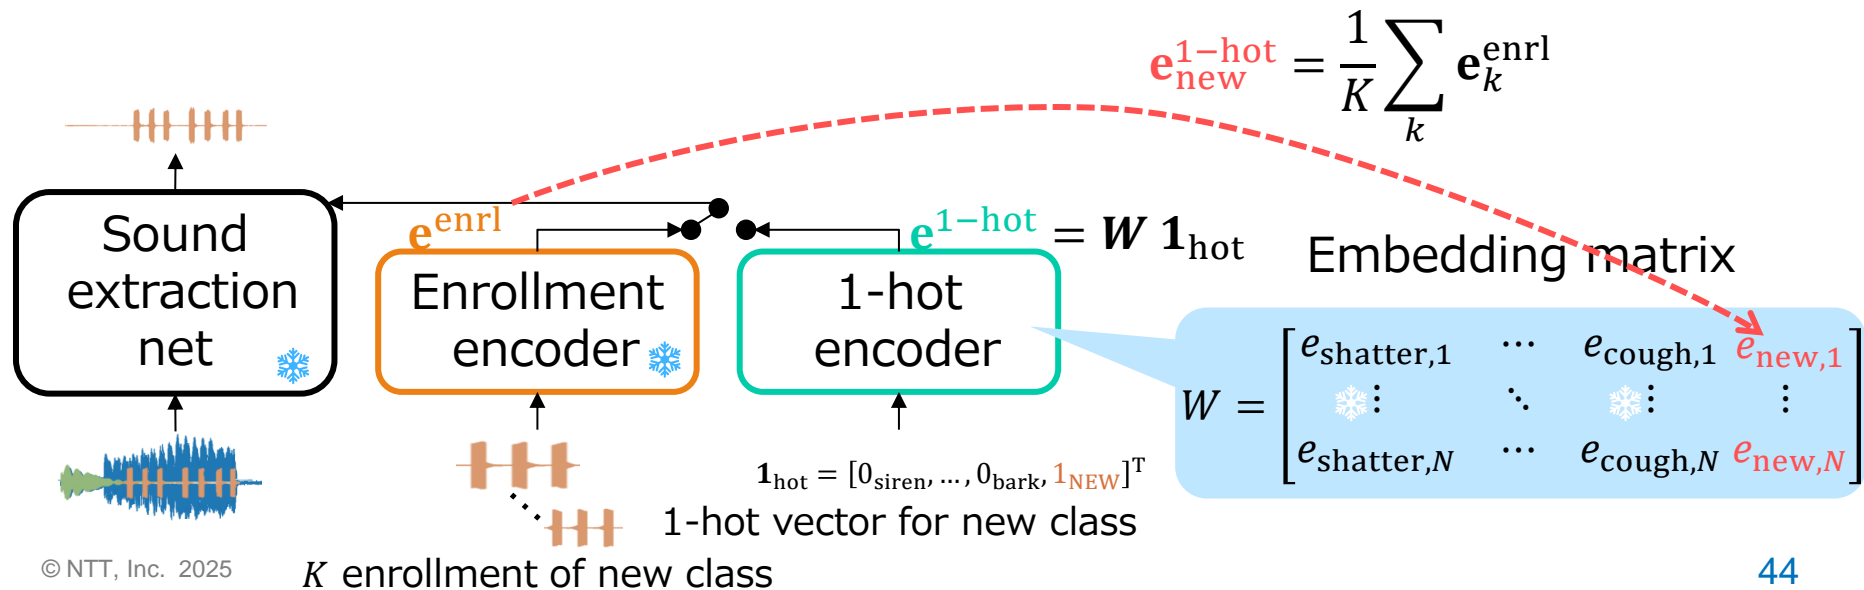 𝐞_new^1−hot = 1/K ∑_k 𝐞_k^enrl
Sound
extraction
net
𝐞^enrl
Enrollment
encoder
𝐞^1−hot = 𝑾 𝟏_hot
1-hot
encoder
Embedding matrix
W = [e_shatter,1 ⋯ e_cough,1 e_new,1
⋮ ⋱ ⋮ ⋮
e_shatter,N ⋯ e_cough,N e_new,N]
𝟏_hot = [0_siren, … , 0_bark, 1_NEW]^T
1-hot vector for new class
K enrollment of new class
© NTT, Inc. 2025
44